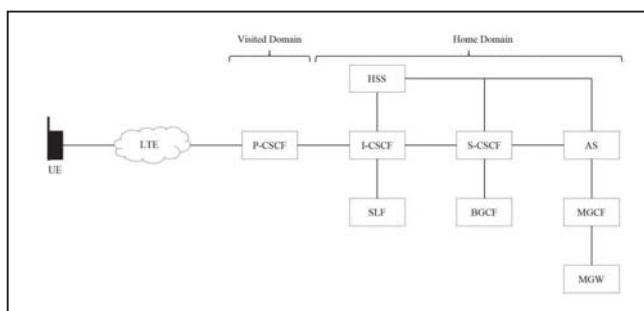 Visited Domain
Home Domain
HSS
LTE
P-CSCF
I-CSCF
S-CSCF
AS
UE
SLF
BGCF
MGCF
MGW